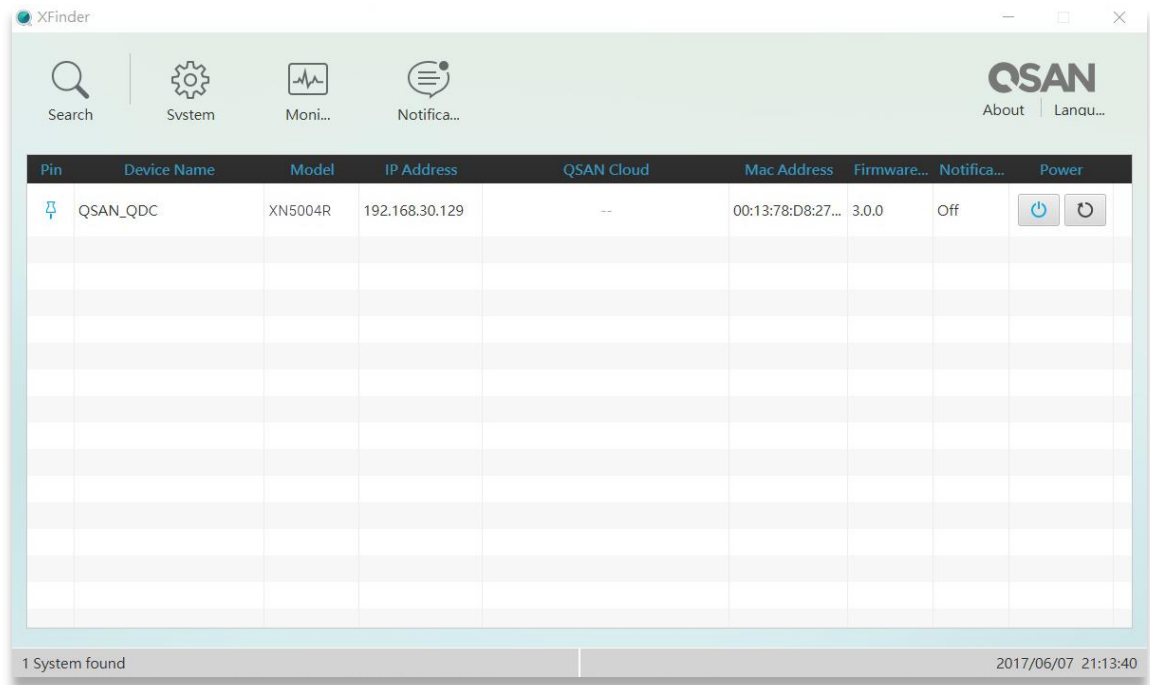 XFinder
Search System Moni... Notifica...
QSAN
About Langu...
Pin Device Name Model IP Address QSAN Cloud Mac Address Firmware... Notifica... Power
QSAN_QDC XN5004R 192.168.30.129 -- 00:13:78:D8:27... 3.0.0 Off
1 System found 2017/06/07 21:13:40